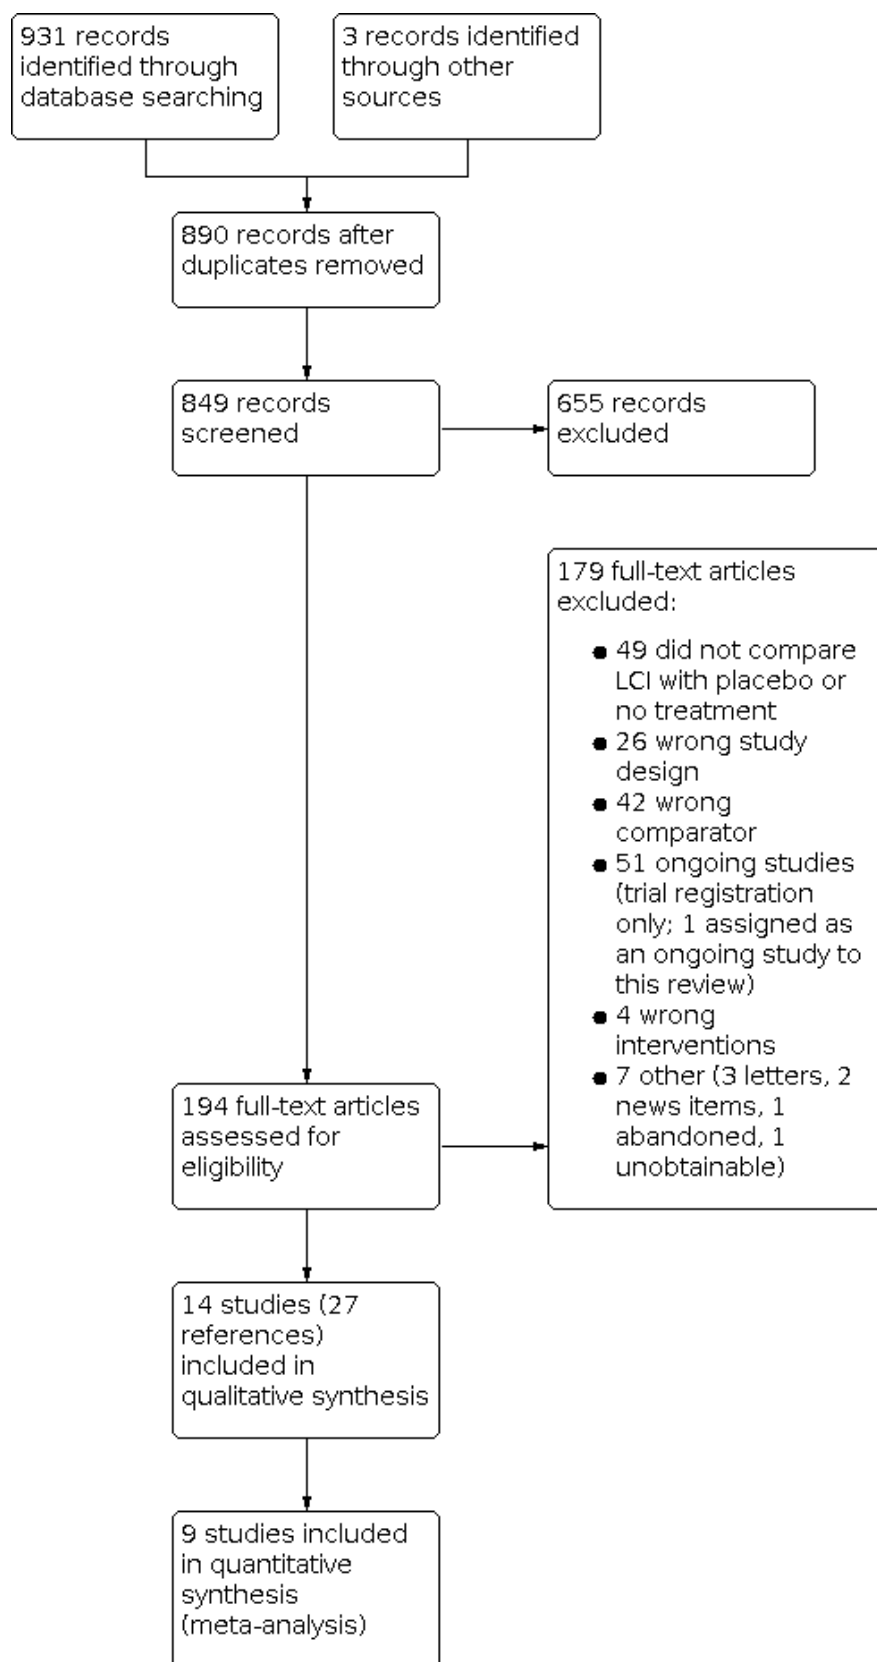 931 records
identified through
database searching
3 records identified
through other
sources
890 records after
duplicates removed
849 records
screened
655 records
excluded
179 full-text articles
excluded:
● 49 did not compare
LCI with placebo or
no treatment
● 26 wrong study
design
● 42 wrong
comparator
● 51 ongoing studies
(trial registration
only; 1 assigned as
an ongoing study to
this review)
● 4 wrong
interventions
● 7 other (3 letters, 2
news items, 1
abandoned, 1
unobtainable)
194 full-text articles
assessed for
eligibility
14 studies (27
references)
included in
qualitative synthesis
9 studies included
in quantitative
synthesis
(meta-analysis)